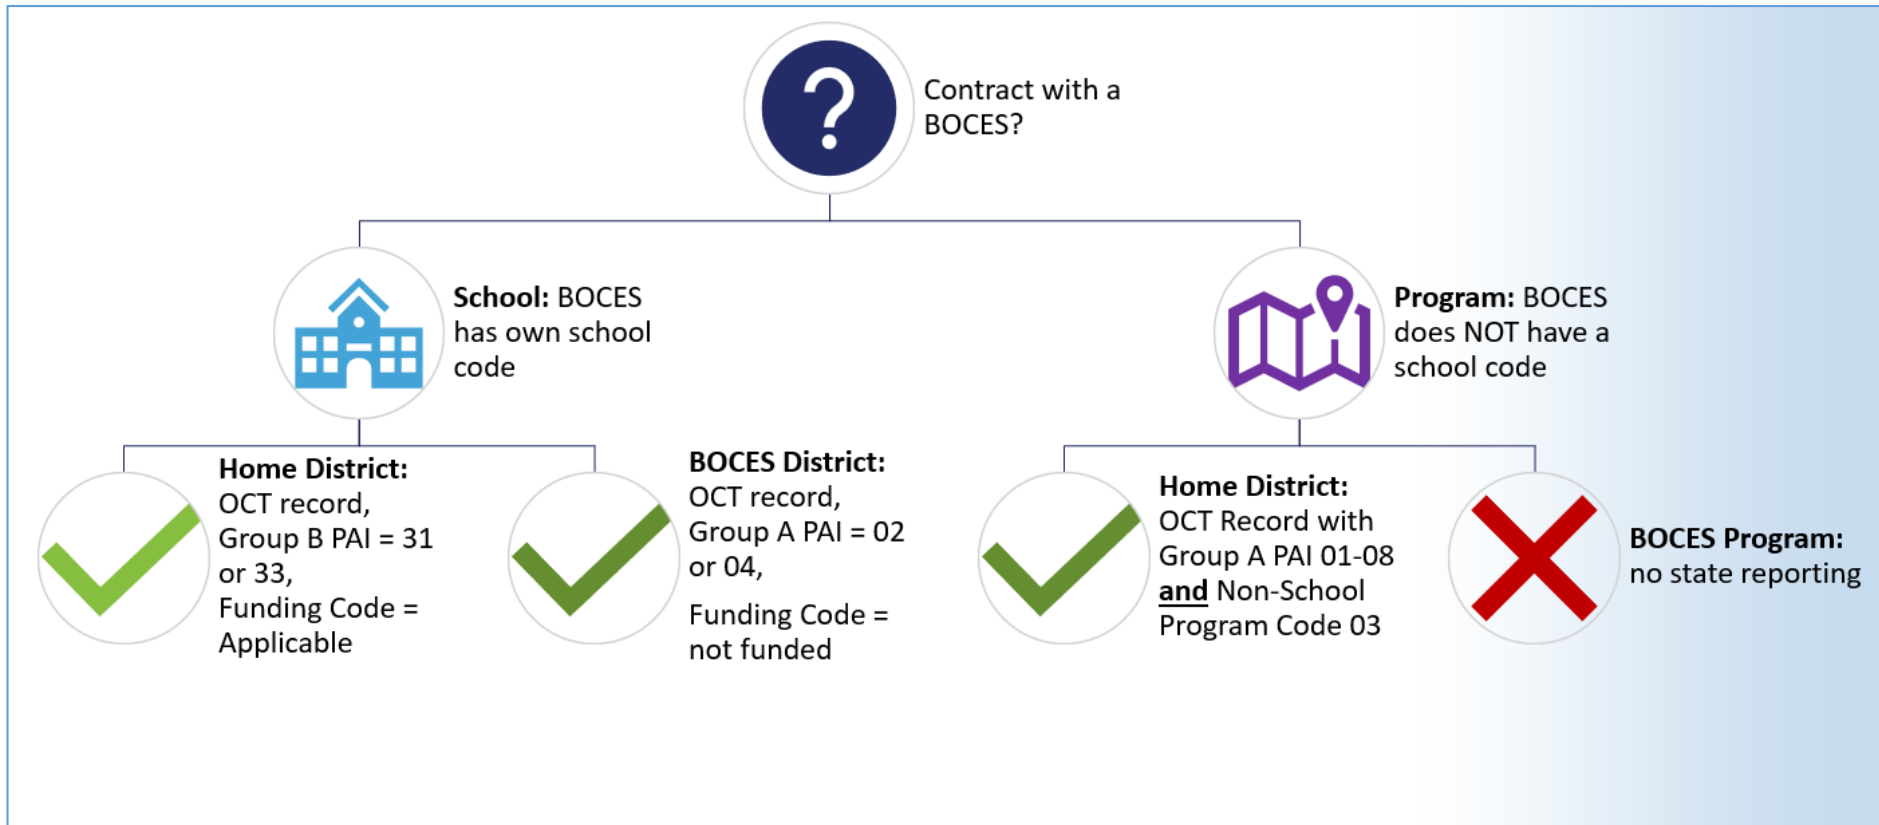 ?
Contract with a
BOCES?
School: BOCES
has own school
code
Program: BOCES
does NOT have a
school code
Home District:
OCT record,
Group B PAI = 31
or 33,
Funding Code =
Applicable
BOCES District:
OCT record,
Group A PAI = 02
or 04,
Funding Code =
not funded
Home District:
OCT Record with
Group A PAI 01-08
and Non-School
Program Code 03
BOCES Program:
no state reporting